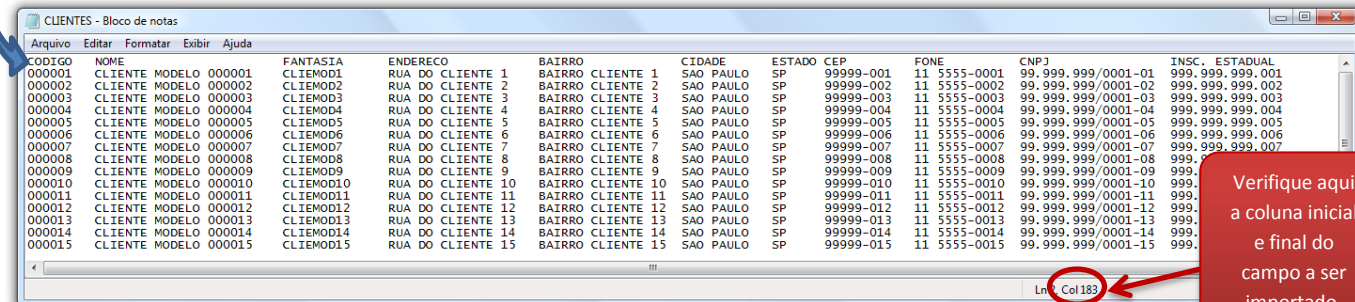 CLIENTES - Bloco de notas
Arquivo Editar Formatar Exibir Ajuda
CODIGO NOME FANTASIA ENDERECO BAIRRO CIDADE ESTADO CEP FONE CNPJ INSC. ESTADUAL
000001 CLIENTE MODELO 000001 CLIEMOD1 RUA DO CLIENTE 1 BAIRRO CLIENTE 1 SAO PAULO SP 99999-001 11 5555-0001 99.999.999/0001-01 999.999.999.001
000002 CLIENTE MODELO 000002 CLIEMOD2 RUA DO CLIENTE 2 BAIRRO CLIENTE 2 SAO PAULO SP 99999-002 11 5555-0002 99.999.999/0001-02 999.999.999.002
000003 CLIENTE MODELO 000003 CLIEMOD3 RUA DO CLIENTE 3 BAIRRO CLIENTE 3 SAO PAULO SP 99999-003 11 5555-0003 99.999.999/0001-03 999.999.999.003
000004 CLIENTE MODELO 000004 CLIEMOD4 RUA DO CLIENTE 4 BAIRRO CLIENTE 4 SAO PAULO SP 99999-004 11 5555-0004 99.999.999/0001-04 999.999.999.004
000005 CLIENTE MODELO 000005 CLIEMOD5 RUA DO CLIENTE 5 BAIRRO CLIENTE 5 SAO PAULO SP 99999-005 11 5555-0005 99.999.999/0001-05 999.999.999.005
000006 CLIENTE MODELO 000006 CLIEMOD6 RUA DO CLIENTE 6 BAIRRO CLIENTE 6 SAO PAULO SP 99999-006 11 5555-0006 99.999.999/0001-06 999.999.999.006
000007 CLIENTE MODELO 000007 CLIEMOD7 RUA DO CLIENTE 7 BAIRRO CLIENTE 7 SAO PAULO SP 99999-007 11 5555-0007 99.999.999/0001-07 999.999.999.007
000008 CLIENTE MODELO 000008 CLIEMOD8 RUA DO CLIENTE 8 BAIRRO CLIENTE 8 SAO PAULO SP 99999-008 11 5555-0008 99.999.999/0001-08 999.
000009 CLIENTE MODELO 000009 CLIEMOD9 RUA DO CLIENTE 9 BAIRRO CLIENTE 9 SAO PAULO SP 99999-009 11 5555-0009 99.999.999/0001-09 999.
000010 CLIENTE MODELO 000010 CLIEMOD10 RUA DO CLIENTE 10 BAIRRO CLIENTE 10 SAO PAULO SP 99999-010 11 5555-0010 99.999.999/0001-10 999.
000011 CLIENTE MODELO 000011 CLIEMOD11 RUA DO CLIENTE 11 BAIRRO CLIENTE 11 SAO PAULO SP 99999-011 11 5555-0011 99.999.999/0001-11 999.
000012 CLIENTE MODELO 000012 CLIEMOD12 RUA DO CLIENTE 12 BAIRRO CLIENTE 12 SAO PAULO SP 99999-012 11 5555-0012 99.999.999/0001-12 999.
000013 CLIENTE MODELO 000013 CLIEMOD13 RUA DO CLIENTE 13 BAIRRO CLIENTE 13 SAO PAULO SP 99999-013 11 5555-0013 99.999.999/0001-13 999.
000014 CLIENTE MODELO 000014 CLIEMOD14 RUA DO CLIENTE 14 BAIRRO CLIENTE 14 SAO PAULO SP 99999-014 11 5555-0014 99.999.999/0001-14 999.
000015 CLIENTE MODELO 000015 CLIEMOD15 RUA DO CLIENTE 15 BAIRRO CLIENTE 15 SAO PAULO SP 99999-015 11 5555-0015 99.999.999/0001-15 999.
Verifique aqui
a coluna inicial
e final do
campo a ser
importado
Ln 2, Col 183